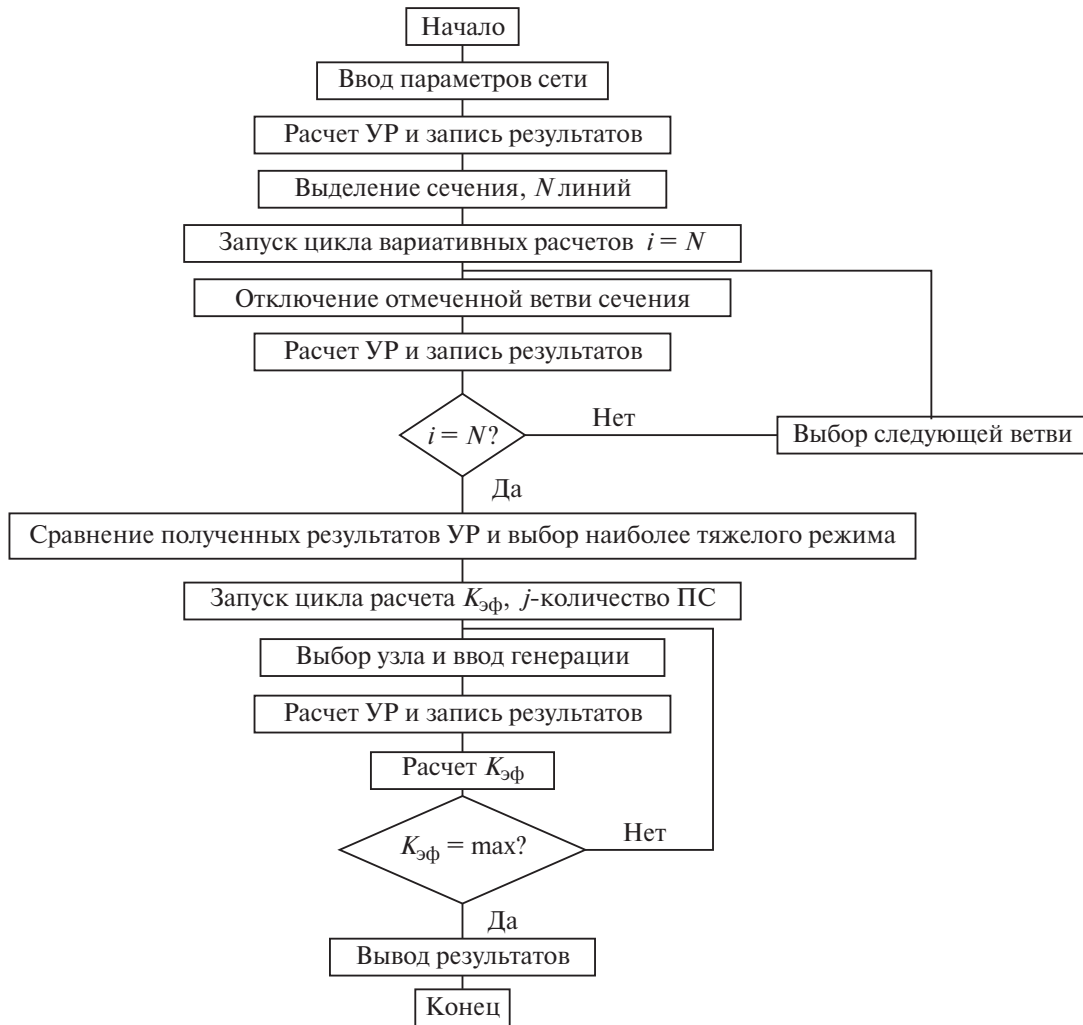 Начало
Ввод параметров сети
Расчет УР и запись результатов
Выделение сечения, N линий
Запуск цикла вариативных расчетов i = N
Отключение отмеченной ветви сечения
Расчет УР и запись результатов
i = N?
Нет
Выбор следующей ветви
Да
Сравнение полученных результатов УР и выбор наиболее тяжелого режима
Запуск цикла расчета Kэф, j-количество ПС
Выбор узла и ввод генерации
Расчет УР и запись результатов
Расчет Kэф
Kэф = max?
Нет
Да
Вывод результатов
Конец